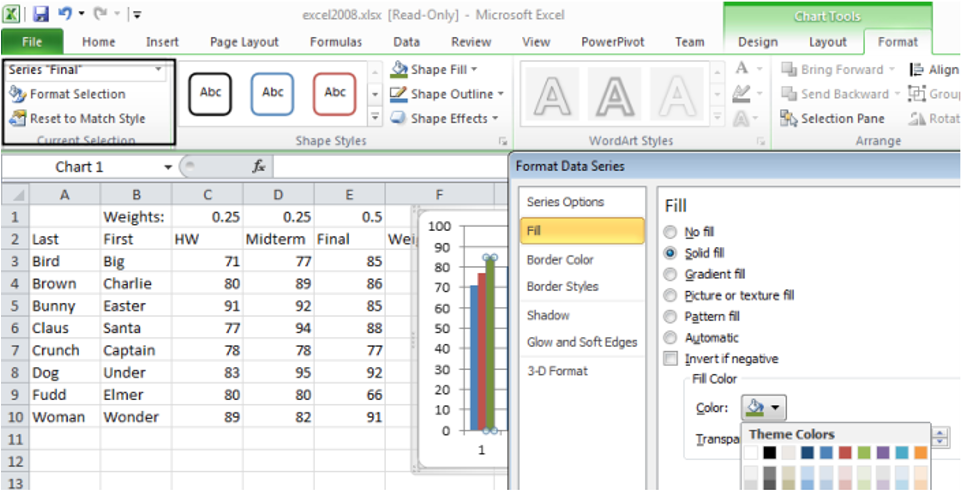 excel2008.xlsx [Read-Only] - Microsoft Excel
Chart Tools
File Home Insert Page Layout Formulas Data Review View PowerPivot Team Design Layout Format
Series "Final"
Format Selection
Reset to Match Style
Current Selection
Abc Abc Abc
Shape Fill
Shape Outline
Shape Effects
Shape Styles
A A A
A
A
WordArt Styles
Bring Forward
Send Backward
Selection Pane
Align
Grou
Rotat
Arrange
Chart 1 fx
A B C D E F
1 Weights: 0.25 0.25 0.5
2 Last First HW Midterm Final Wei
3 Bird Big 71 77 85
4 Brown Charlie 80 89 86
5 Bunny Easter 91 92 85
6 Claus Santa 77 94 88
7 Crunch Captain 78 78 77
8 Dog Under 83 95 92
9 Fudd Elmer 80 80 66
10 Woman Wonder 89 82 91
11
12
13
100
90
80
70
60
50
40
30
20
10
0
1
Format Data Series
Series Options
Fill
Border Color
Border Styles
Shadow
Glow and Soft Edges
3-D Format
Fill
No fill
Solid fill
Gradient fill
Picture or texture fill
Pattern fill
Automatic
Invert if negative
Fill Color
Color:
Transpa
Theme Colors